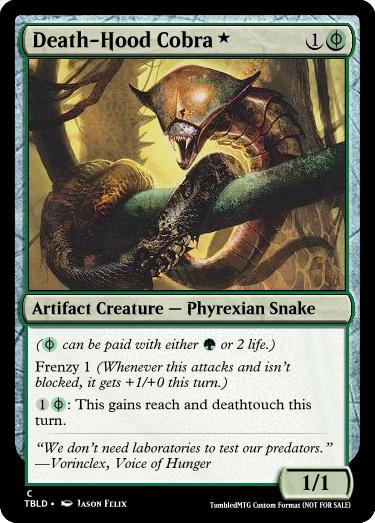 Death-Hood Cobra ★ 1
Artifact Creature — Phyrexian Snake
( can be paid with either or 2 life.)
Frenzy 1 (Whenever this attacks and isn't
blocked, it gets +1/+0 this turn.)
1 : This gains reach and deathtouch this
turn.
"We don't need laboratories to test our predators."
—Vorinclex, Voice of Hunger
1/1
C
TBLD • Jason Felix
TumbledMTG Custom Format (NOT FOR SALE)